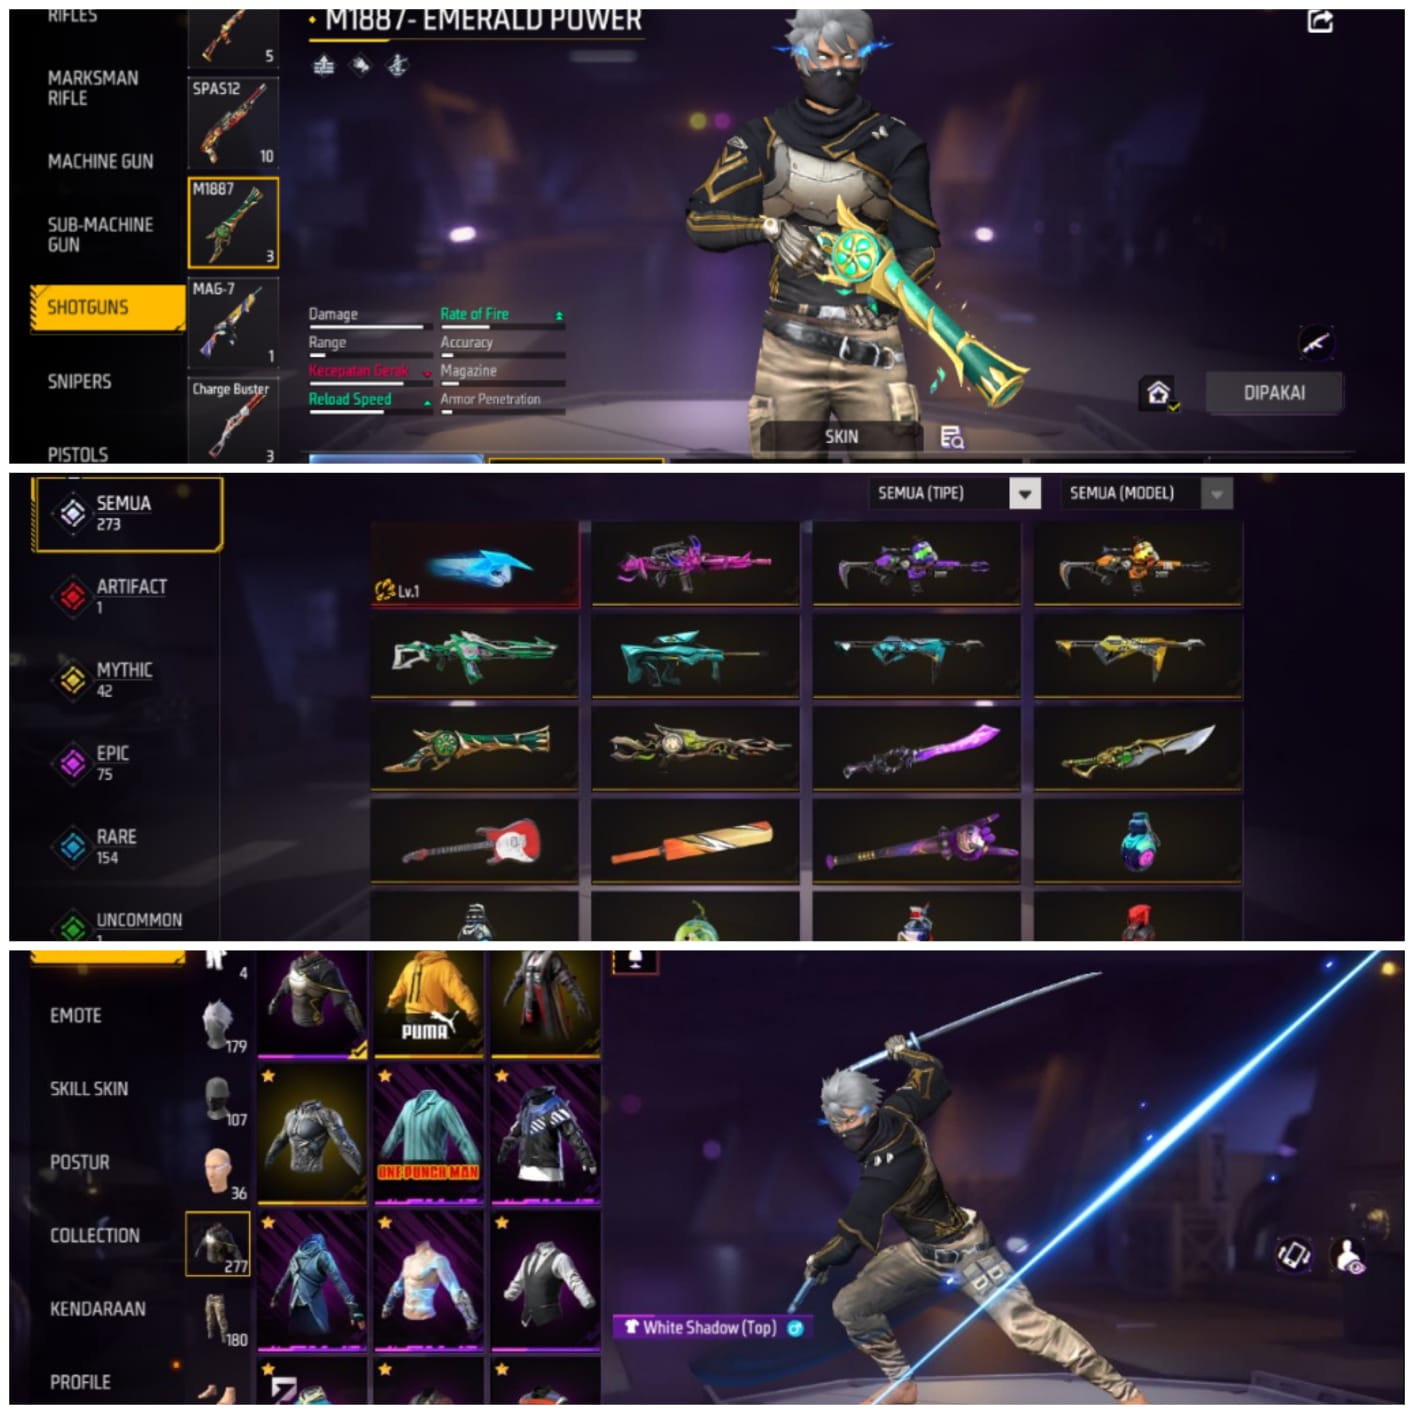 RIFLES
MARKSMAN
RIFLE
MACHINE GUN
SUB-MACHINE
GUN
SHOTGUNS
SNIPERS
PISTOLS
5
SPAS12
10
M1887
3
MAG-7
1
Charge Buster
3
M1887- EMERALD POWER
Damage
Rate of Fire
Range
Accuracy
Kecepatan Gerak
Magazine
Reload Speed
Armor Penetration
SKIN
DIPAKAI
SEMUA
273
ARTIFACT
1
MYTHIC
42
EPIC
75
RARE
154
UNCOMMON
1
SEMUA (TIPE)
SEMUA (MODEL)
Lv.1
EMOTE
SKILL SKIN
POSTUR
COLLECTION
KENDARAAN
PROFILE
4
179
107
36
277
180
PUMA
ONE PUNCH MAN
White Shadow (Top)